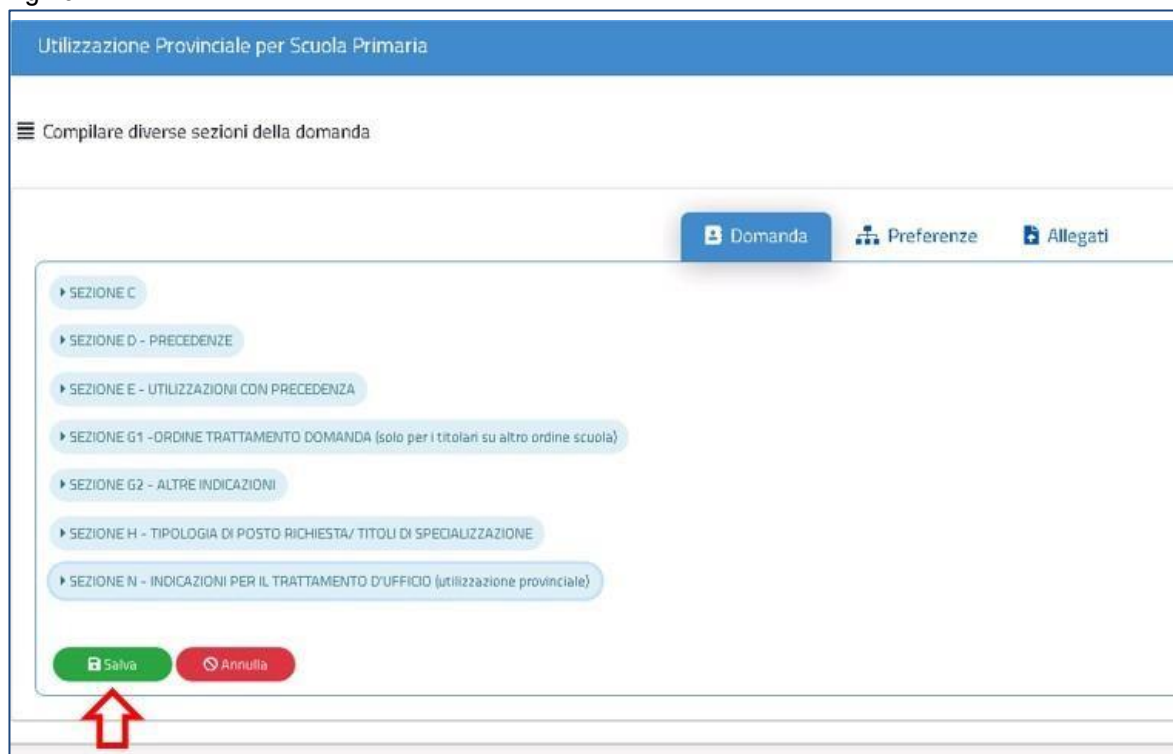 Utilizzazione Provinciale per Scuola Primaria
Compilare diverse sezioni della domanda
Domanda Preferenze Allegati
SEZIONE C
SEZIONE D - PRECEDENZE
SEZIONE E - UTILIZZAZIONI CON PRECEDENZA
SEZIONE G1 -ORDINE TRATTAMENTO DOMANDA (solo per i titolari su altro ordine scuola)
SEZIONE G2 - ALTRE INDICAZIONI
SEZIONE H - TIPOLOGIA DI POSTO RICHIESTA/ TITOLI DI SPECIALIZZAZIONE
SEZIONE N - INDICAZIONI PER IL TRATTAMENTO D'UFFICIO (utilizzazione provinciale)
Salva Annulla